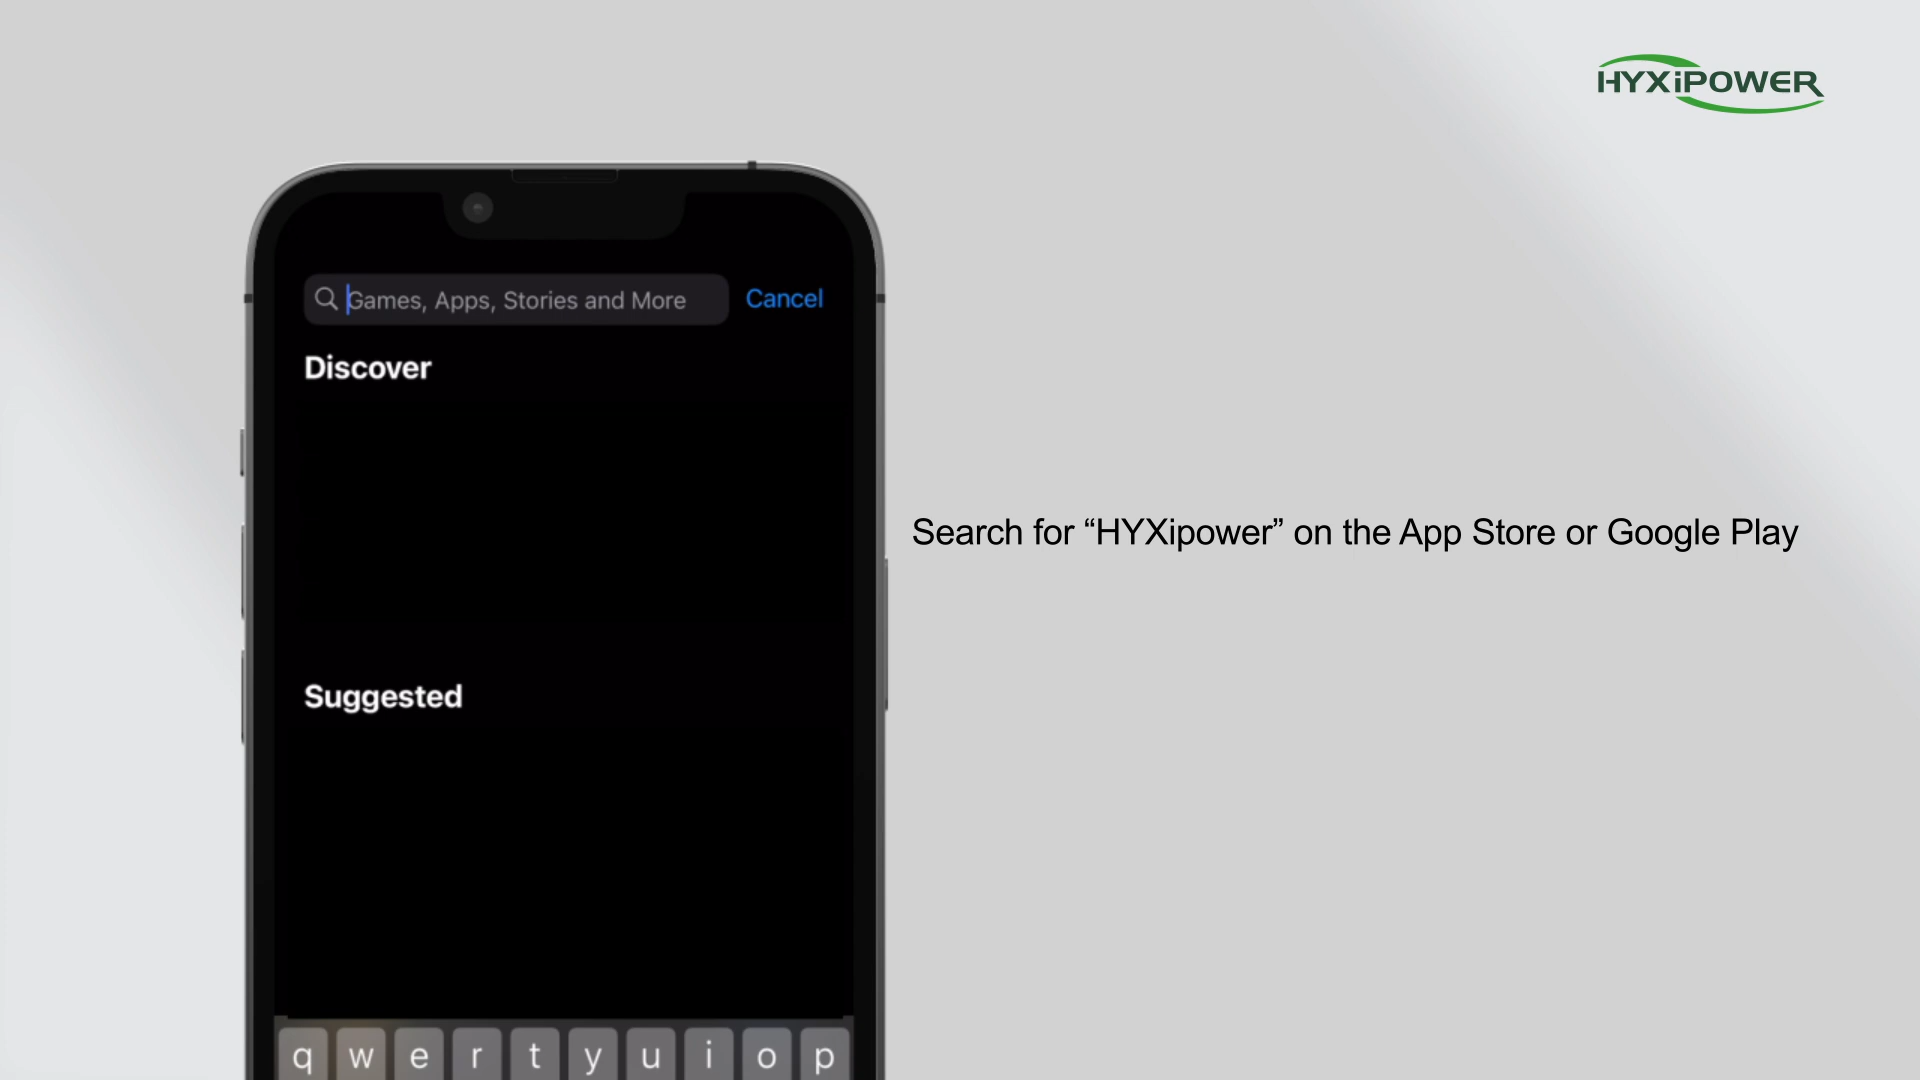 HYXiPOWER
Games, Apps, Stories and More
Cancel
Discover
Search for “HYXipower” on the App Store or Google Play
Suggested
q w e r t y u i o p